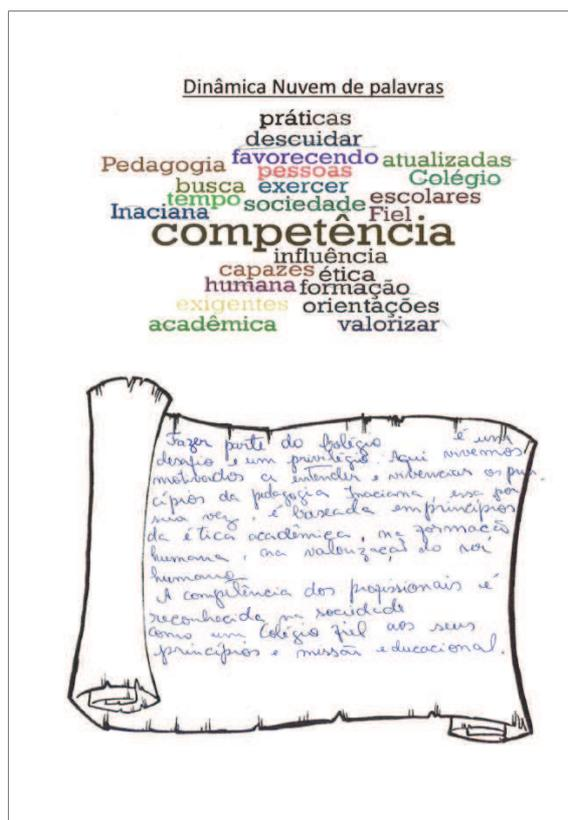 Dinâmica Nuvem de palavras
práticas
descuidar
Pedagogia favorecendo atualizadas
pessoas Colégio
busca exercer
tempo sociedade escolares
Inaciana Fiel
competência
influência
capazes ética
humana formação
exigentes orientações
acadêmica valorizar
Fazer parte do Colégio é um
desafio e um privilégio. Aqui vivemos
motivados a entender e vivenciar os prin-
cípios da pedagogia Inaciana, essa por
sua vez, é baseada em princípios
da ética acadêmica, na formação
humana, na valorização do
humano
A competência dos profissionais é
reconhecida na sociedade
como um Colégio fiel aos seus
princípios e missão educacional.